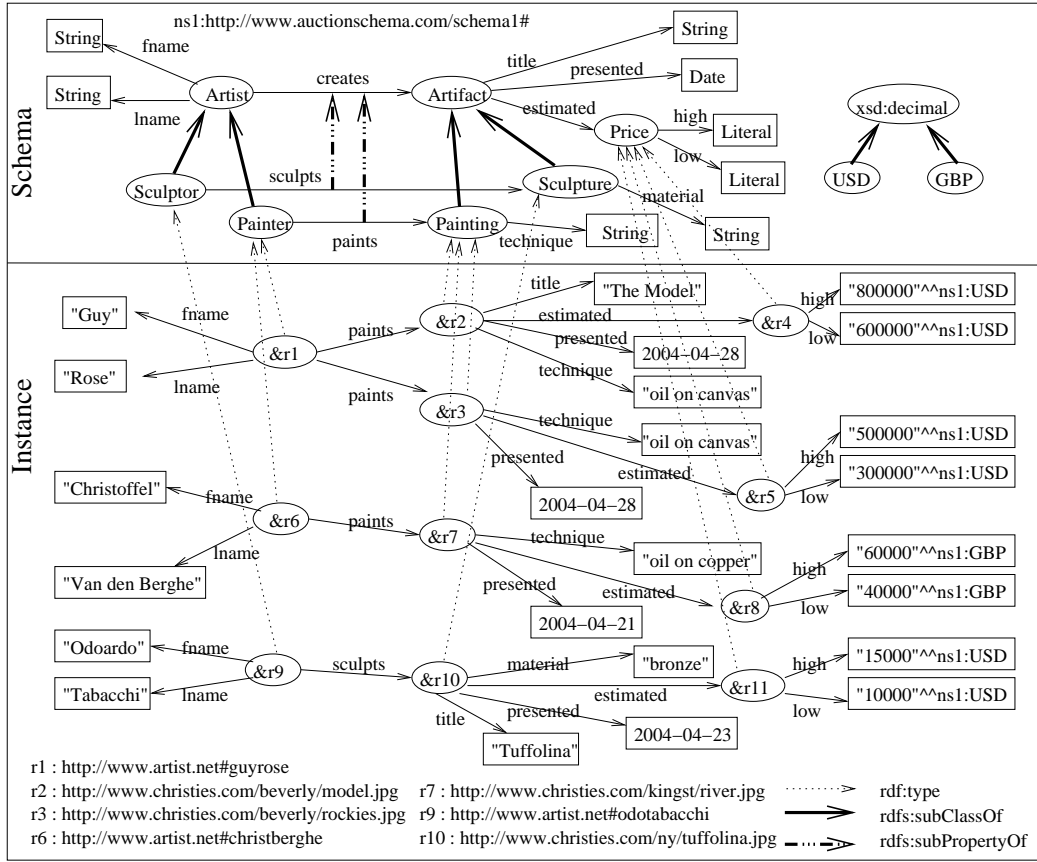 ns1:http://www.auctionschema.com/schema1#
String
fname
String
lname
Artist
creates
Artifact
title
String
presented
Date
estimated
Price
high
Literal
low
Literal
xsd:decimal
USD
GBP
Schema
Sculptor
sculpts
Sculpture
material
String
Painter
paints
Painting
technique
String
Instance
"Guy"
fname
"Rose"
lname
&r1
paints
paints
&r2
title
"The Model"
estimated
&r4
high
"800000"^^ns1:USD
low
"600000"^^ns1:USD
presented
2004-04-28
technique
"oil on canvas"
&r3
technique
"oil on canvas"
estimated
&r5
high
"500000"^^ns1:USD
low
"300000"^^ns1:USD
presented
2004-04-28
"Christoffel"
fname
&r6
lname
"Van den Berghe"
paints
&r7
technique
"oil on copper"
estimated
&r8
high
"60000"^^ns1:GBP
low
"40000"^^ns1:GBP
presented
2004-04-21
"Odoardo"
fname
&r9
"Tabacchi"
lname
sculpts
&r10
material
"bronze"
estimated
&r11
high
"15000"^^ns1:USD
low
"10000"^^ns1:USD
presented
2004-04-23
title
"Tuffolina"
r1 : http://www.artist.net#guyrose
r2 : http://www.christies.com/beverly/model.jpg
r3 : http://www.christies.com/beverly/rockies.jpg
r6 : http://www.artist.net#christberghe
r7 : http://www.christies.com/kingst/river.jpg
r9 : http://www.artist.net#odotabacchi
r10 : http://www.christies.com/ny/tuffolina.jpg
rdf:type
rdfs:subClassOf
rdfs:subPropertyOf